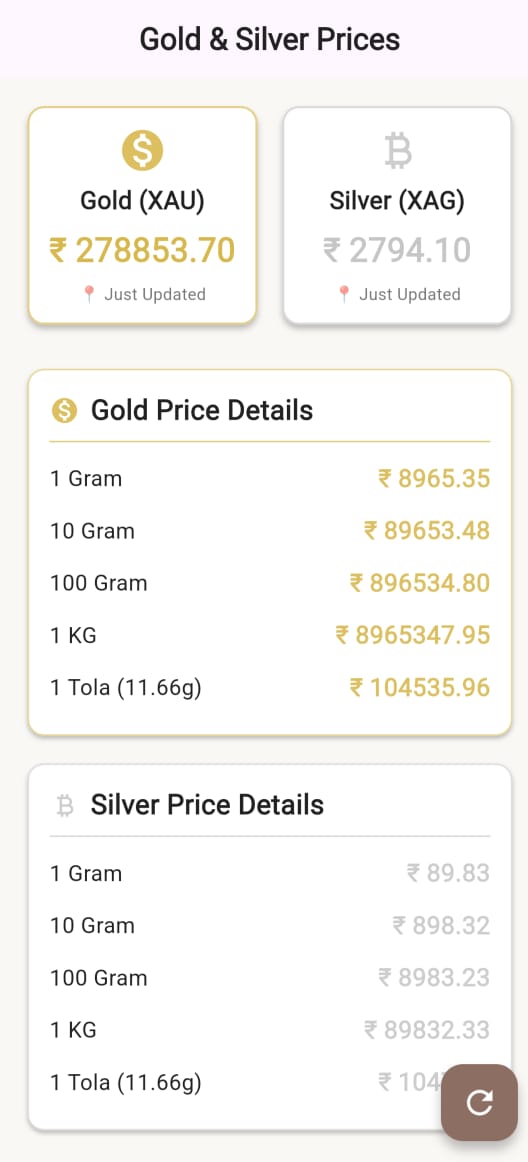 Gold & Silver Prices
Gold (XAU)
₹ 278853.70
Just Updated
Silver (XAG)
₹ 2794.10
Just Updated
Gold Price Details
1 Gram ₹ 8965.35
10 Gram ₹ 89653.48
100 Gram ₹ 896534.80
1 KG ₹ 8965347.95
1 Tola (11.66g) ₹ 104535.96
Silver Price Details
1 Gram ₹ 89.83
10 Gram ₹ 898.32
100 Gram ₹ 8983.23
1 KG ₹ 89832.33
1 Tola (11.66g) ₹